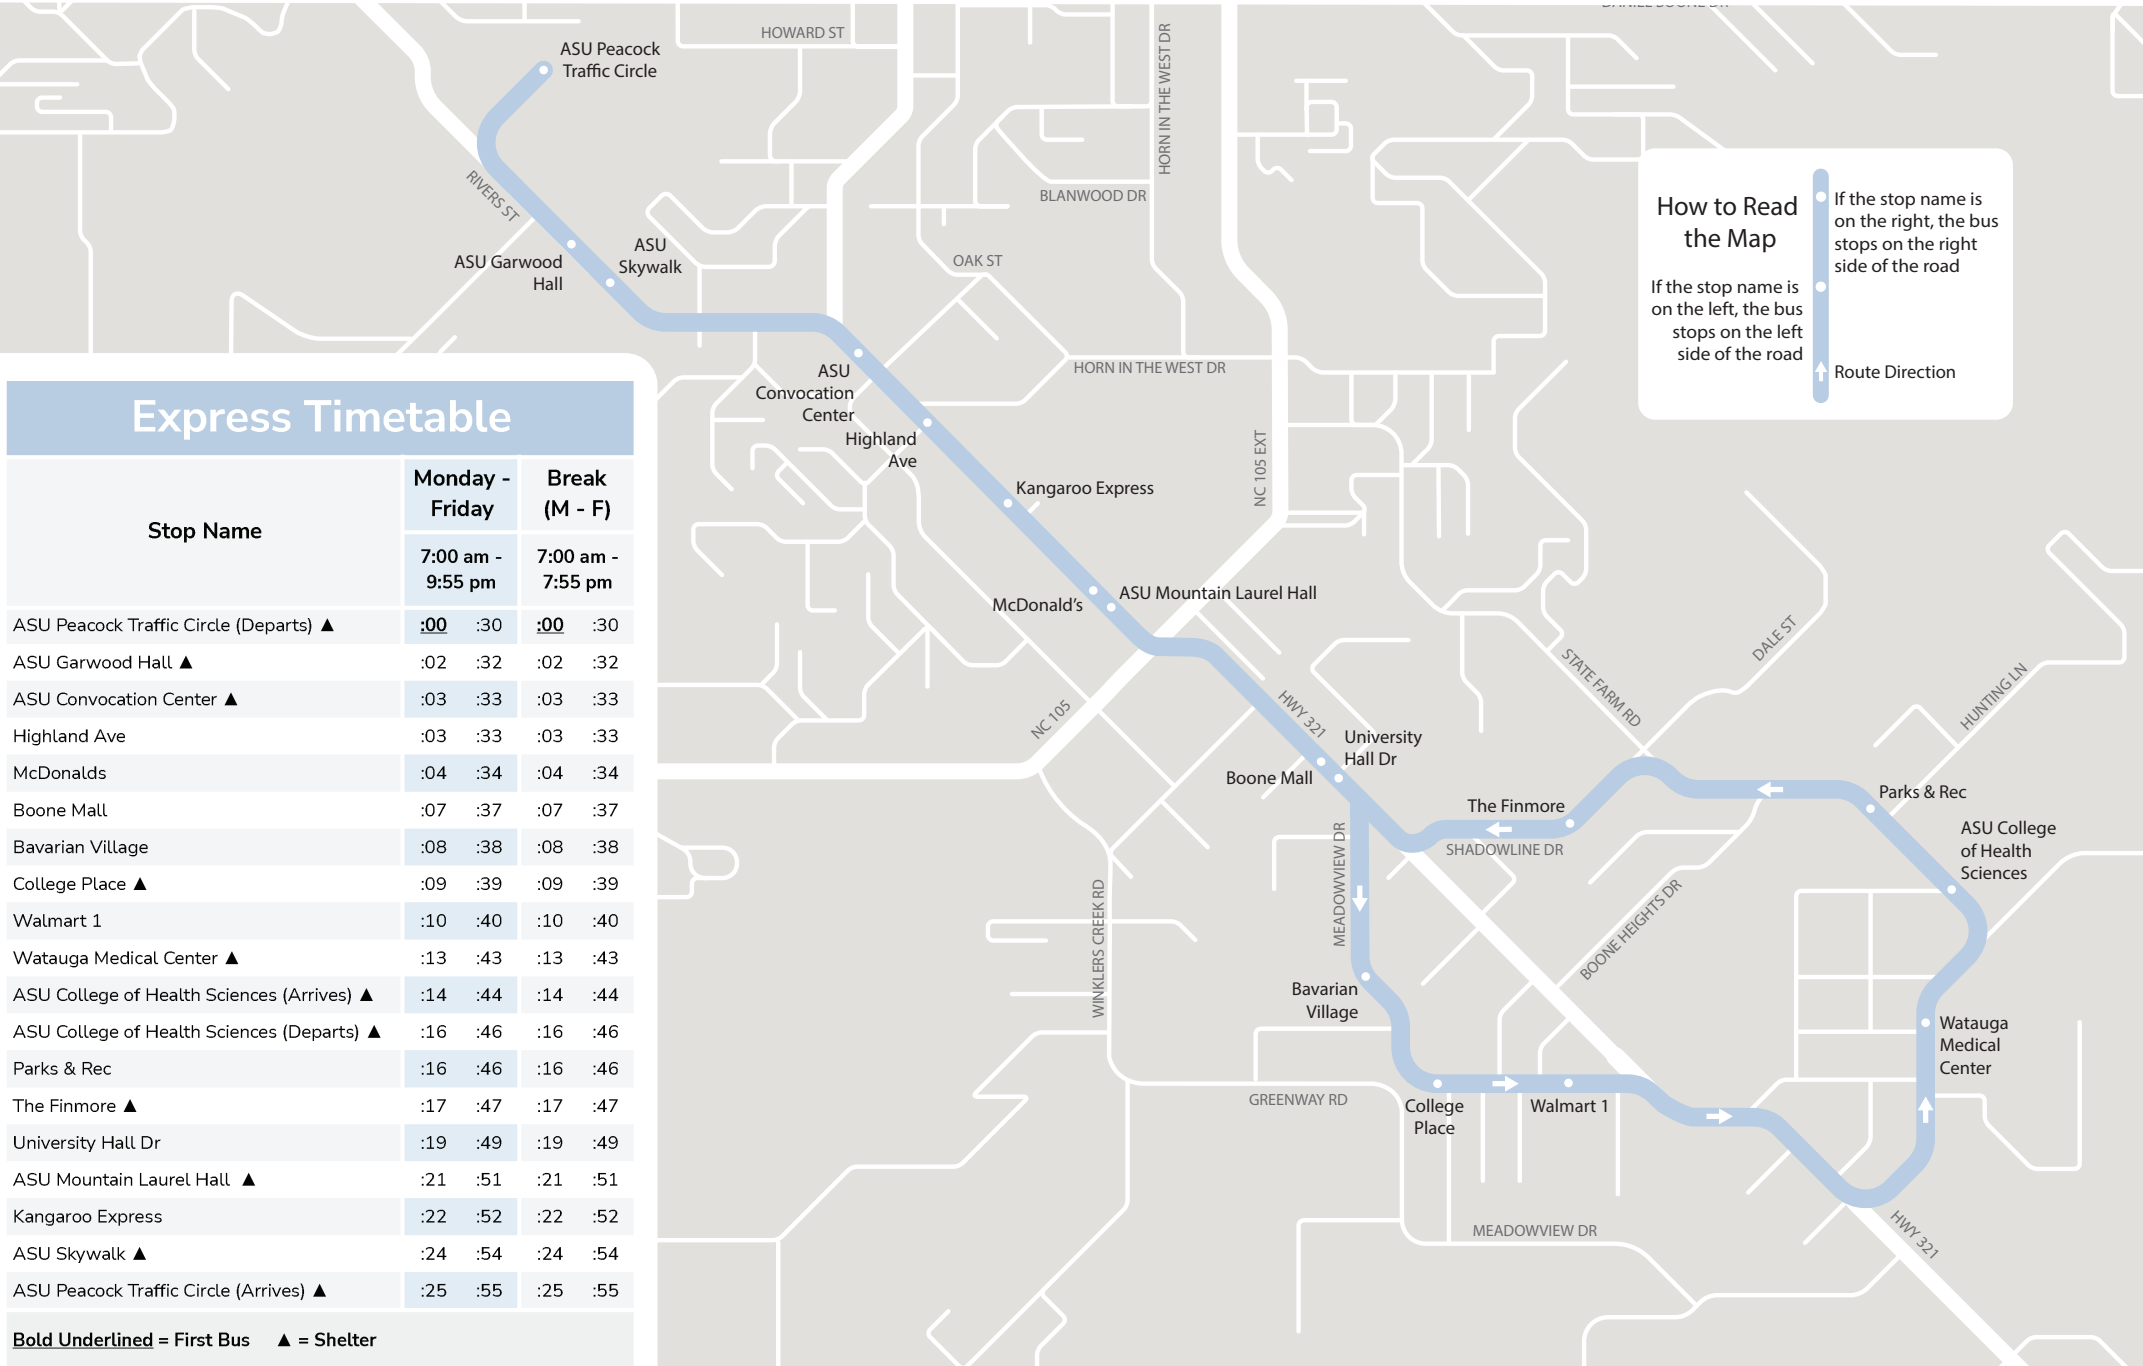 HOWARD ST
ASU Peacock
Traffic Circle
HORN IN THE WEST DR
RIVERS ST
BLANWOOD DR
ASU Garwood
Hall
ASU
Skywalk
OAK ST
HORN IN THE WEST DR
How to Read
the Map
If the stop name is
on the right, the bus
stops on the right
side of the road
If the stop name is
on the left, the bus
stops on the left
side of the road
Route Direction
ASU
Convocation
Center
Highland
Ave
Kangaroo Express
NC 105 EXT
McDonald's
ASU Mountain Laurel Hall
NC 105
HWY 321
STATE FARM RD
DALE ST
HUNTING LN
University
Hall Dr
Boone Mall
The Finmore
SHADOWLINE DR
Parks & Rec
ASU College
of Health
Sciences
MEADOWVIEW DR
WINKLERS CREEK RD
BOONE HEIGHTS DR
Bavarian
Village
Watauga
Medical
Center
GREENWAY RD
College
Place
Walmart 1
MEADOWVIEW DR
HWY 321
Express Timetable
Stop Name
Monday -
Friday
Break
(M - F)
7:00 am -
9:55 pm
7:00 am -
7:55 pm
ASU Peacock Traffic Circle (Departs) ▲ :00 :30 :00 :30
ASU Garwood Hall ▲ :02 :32 :02 :32
ASU Convocation Center ▲ :03 :33 :03 :33
Highland Ave :03 :33 :03 :33
McDonalds :04 :34 :04 :34
Boone Mall :07 :37 :07 :37
Bavarian Village :08 :38 :08 :38
College Place ▲ :09 :39 :09 :39
Walmart 1 :10 :40 :10 :40
Watauga Medical Center ▲ :13 :43 :13 :43
ASU College of Health Sciences (Arrives) ▲ :14 :44 :14 :44
ASU College of Health Sciences (Departs) ▲ :16 :46 :16 :46
Parks & Rec :16 :46 :16 :46
The Finmore ▲ :17 :47 :17 :47
University Hall Dr :19 :49 :19 :49
ASU Mountain Laurel Hall ▲ :21 :51 :21 :51
Kangaroo Express :22 :52 :22 :52
ASU Skywalk ▲ :24 :54 :24 :54
ASU Peacock Traffic Circle (Arrives) ▲ :25 :55 :25 :55
Bold Underlined = First Bus ▲ = Shelter